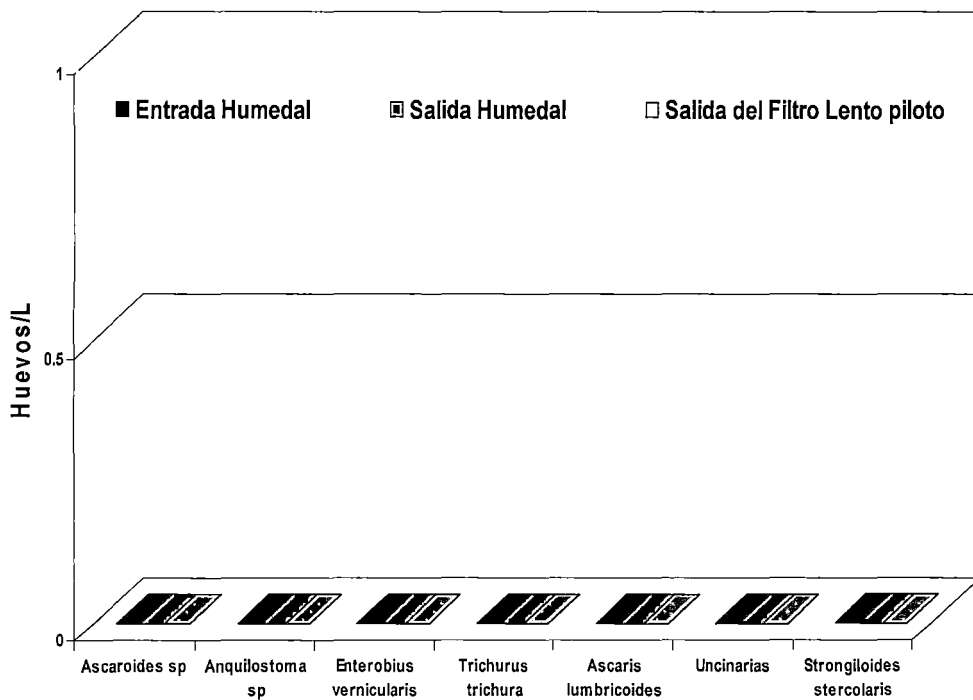 1
■ Entrada Humedal ▣ Salida Humedal □ Salida del Filtro Lento piloto
Huevos/L
0.5
0
Ascaroides sp
Anquilostoma
sp
Enterobius
vernicularis
Trichurus
trichura
Ascaris
lumbricoides
Uncinarias
Strongiloides
stercolaris